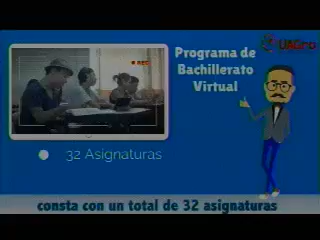 UAGro
Programa de
Bachillerato
Virtual
REC
32 Asignaturas
consta con un total de 32 asignaturas